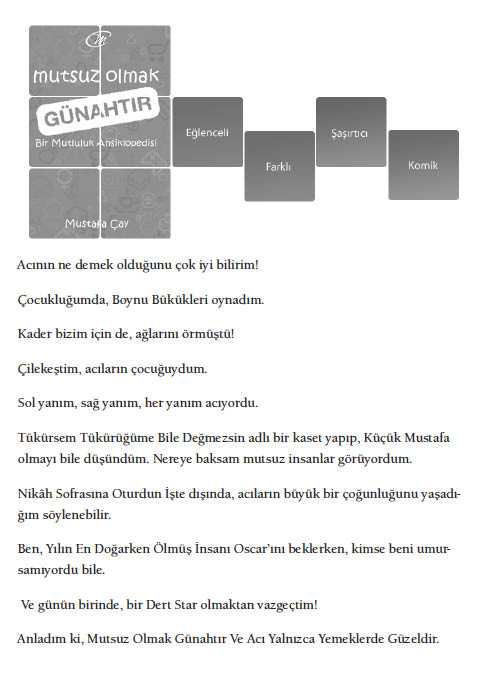 mutsuz olmak
GÜNAHTIR
Bir Mutluluk Ansiklopedisi
Mustafa Çay
Eğlenceli
Farklı
Şaşırtıcı
Komik
Acının ne demek olduğunu çok iyi bilirim!
Çocukluğumda, Boynu Bükükleri oynadım.
Kader bizim için de, ağlarını örmüştü!
Çilekeştim, acıların çocuğuydum.
Sol yanım, sağ yanım, her yanım acıyordu.
Tükürsem Tükürüğüme Bile Değmezsin adlı bir kaset yapıp, Küçük Mustafa
olmayı bile düşündüm. Nereye baksam mutsuz insanlar görüyordum.
Nikâh Sofrasına Oturdun İşte dışında, acıların büyük bir çoğunluğunu yaşadı-
ğım söylenebilir.
Ben, Yılın En Doğarken Ölmüş İnsanı Oscar’ını beklerken, kimse beni umur-
samıyordu bile.
Ve günün birinde, bir Dert Star olmaktan vazgeçtim!
Anladım ki, Mutsuz Olmak Günahtır Ve Acı Yalnızca Yemeklerde Güzeldir.